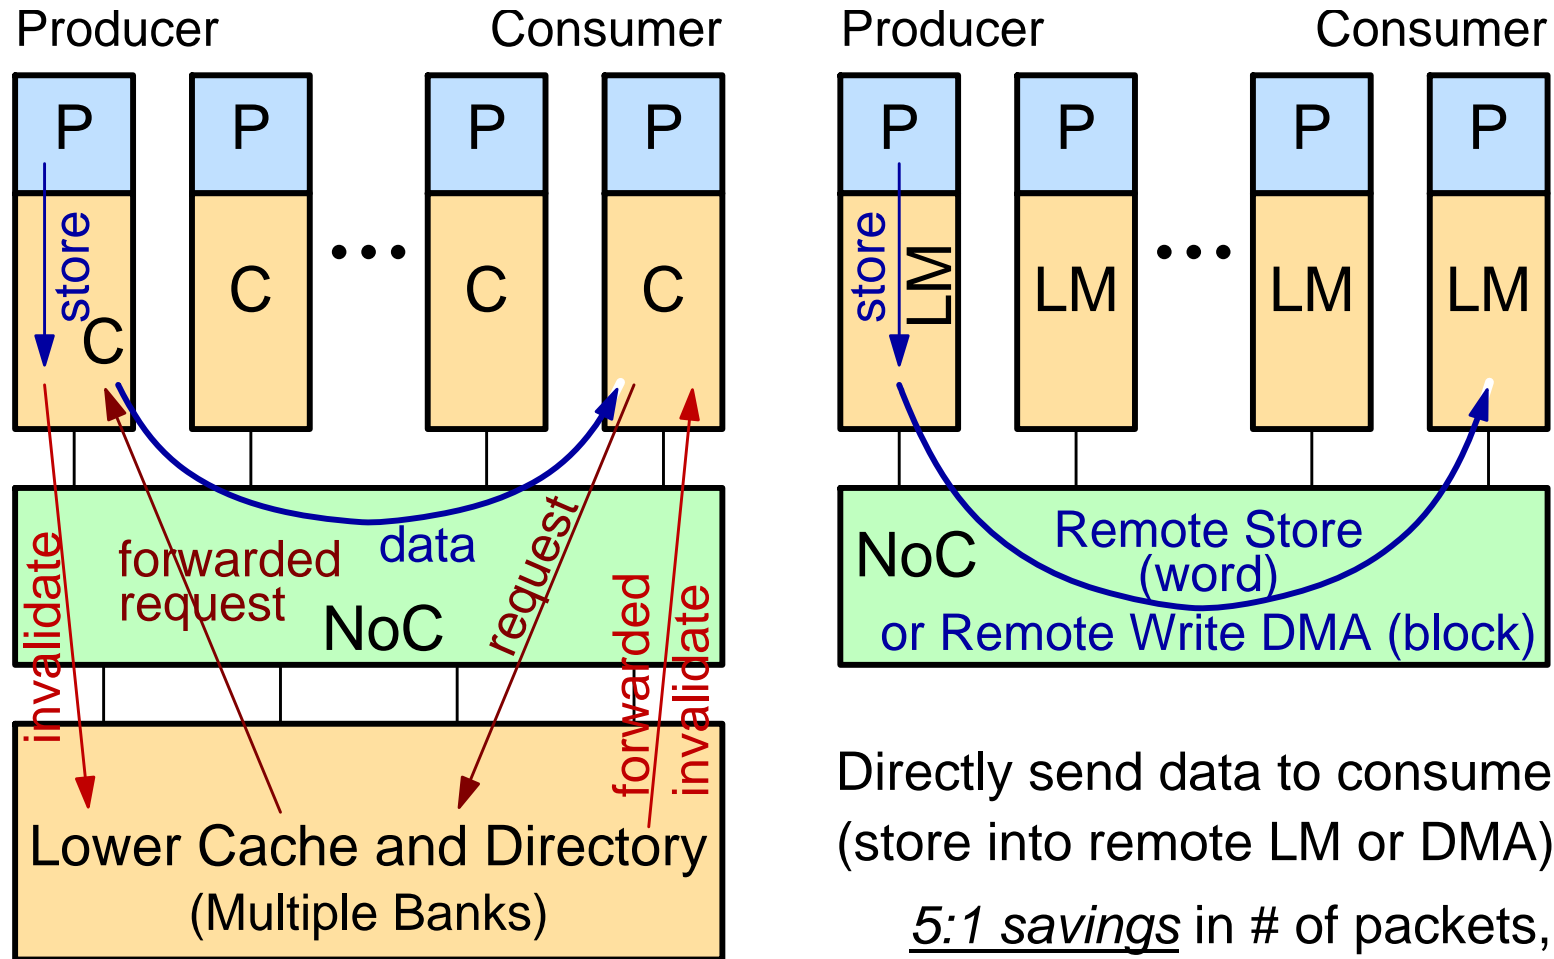 Producer
Consumer
P
P
P
P
store
C
C
...
C
C
invalidate
forwarded
request
data
request
forwarded
invalidate
NoC
Lower Cache and Directory
(Multiple Banks)
Producer
Consumer
P
P
P
P
store
LM
LM
...
LM
LM
NoC
Remote Store
(word)
or Remote Write DMA (block)
Directly send data to consume
(store into remote LM or DMA)
5:1 savings in # of packets,